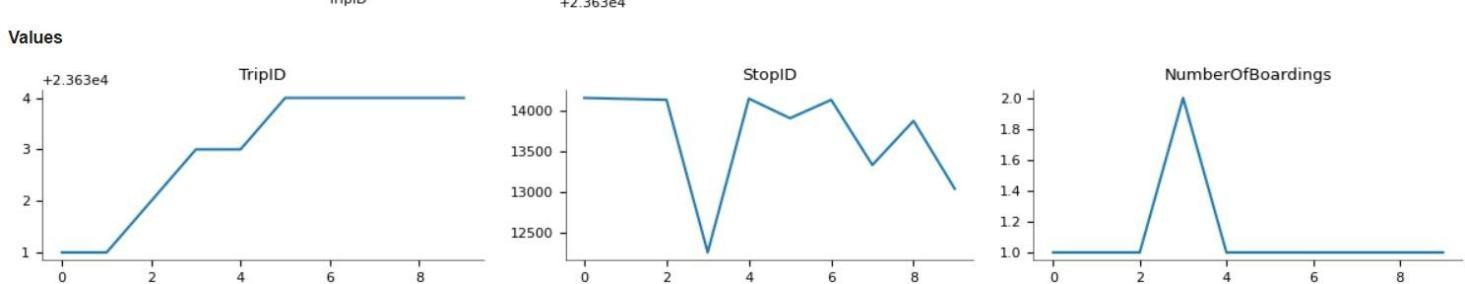 TripID
+2.363e4
Values
TripID
+2.363e4
4
3
2
1
0 2 4 6 8
StopID
14000
13500
13000
12500
0 2 4 6 8
NumberOfBoardings
2.0
1.8
1.6
1.4
1.2
1.0
0 2 4 6 8